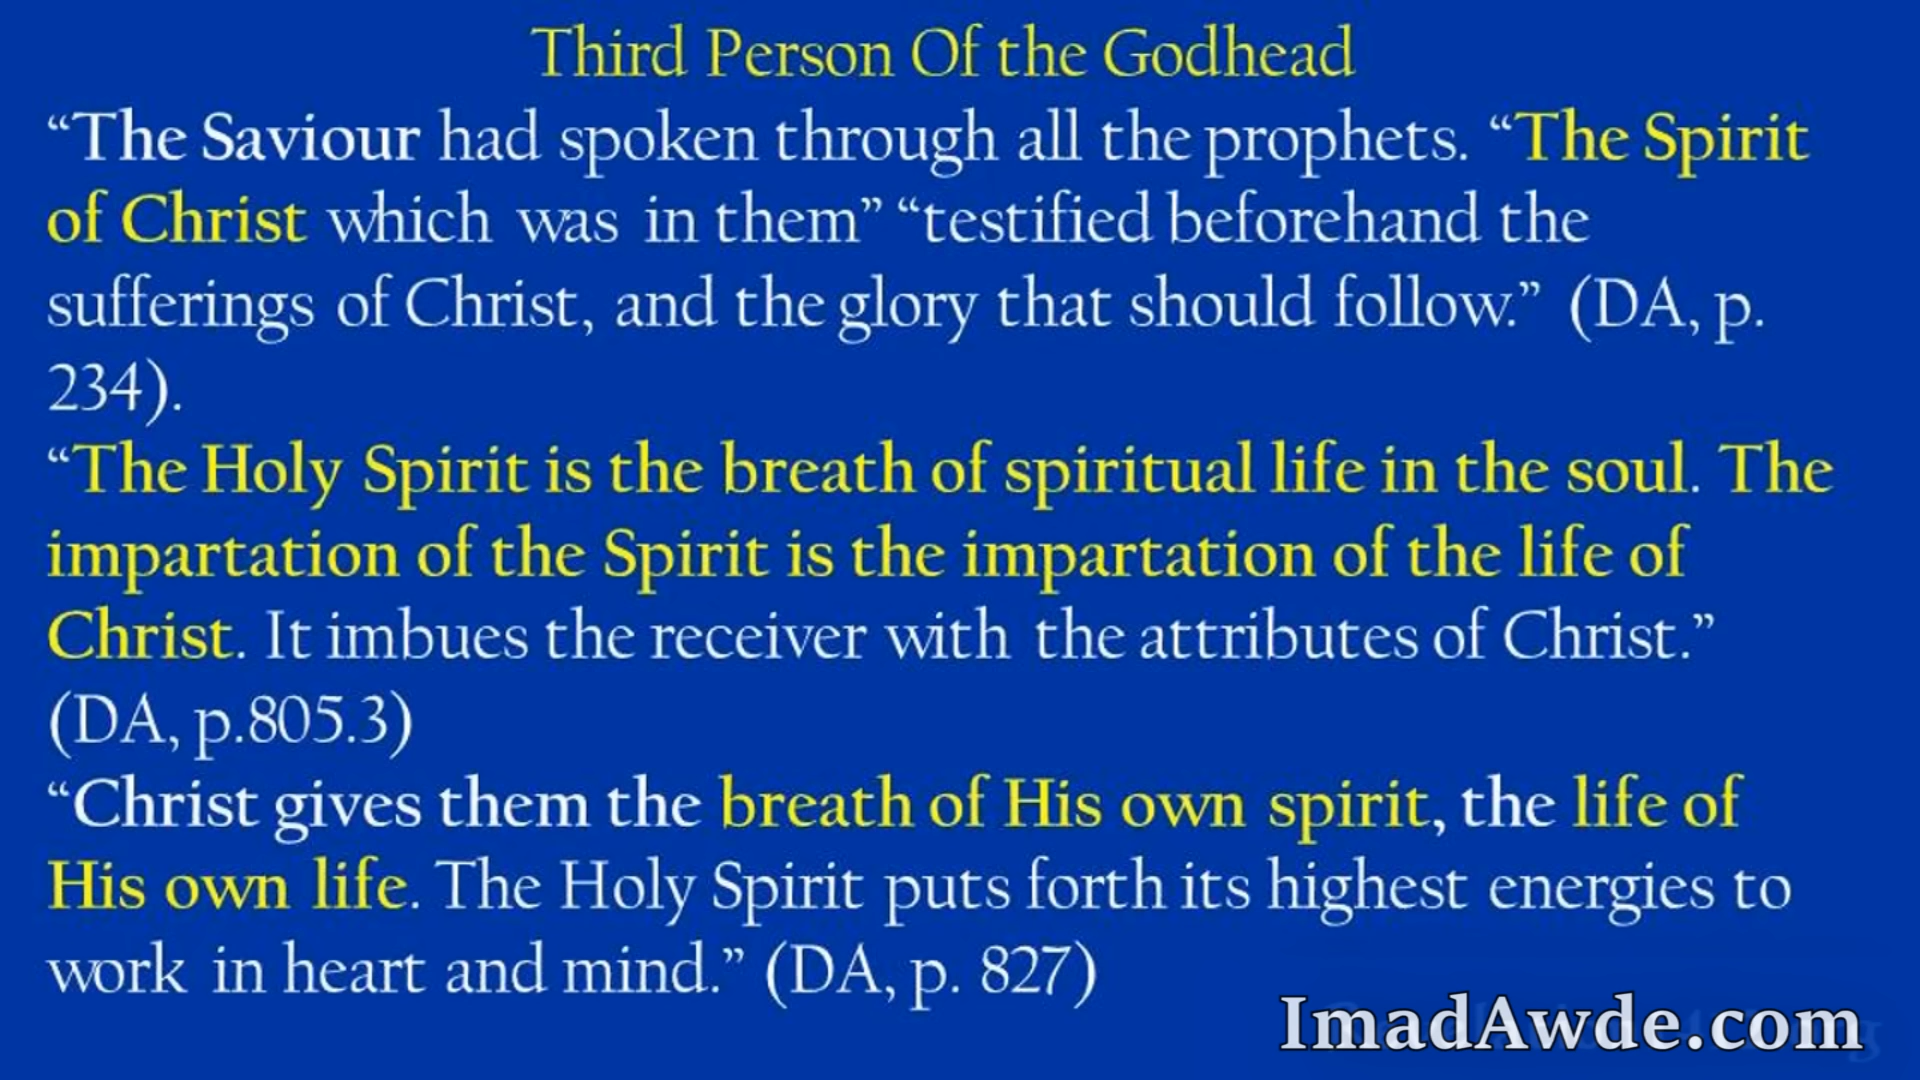 Third Person Of the Godhead
“The Saviour had spoken through all the prophets. “The Spirit
of Christ which was in them” “testified beforehand the
sufferings of Christ, and the glory that should follow.” (DA, p.
234).
“The Holy Spirit is the breath of spiritual life in the soul. The
impartation of the Spirit is the impartation of the life of
Christ. It imbues the receiver with the attributes of Christ.”
(DA, p.805.3)
“Christ gives them the breath of His own spirit, the life of
His own life. The Holy Spirit puts forth its highest energies to
work in heart and mind.” (DA, p. 827)
ImadAwde.com